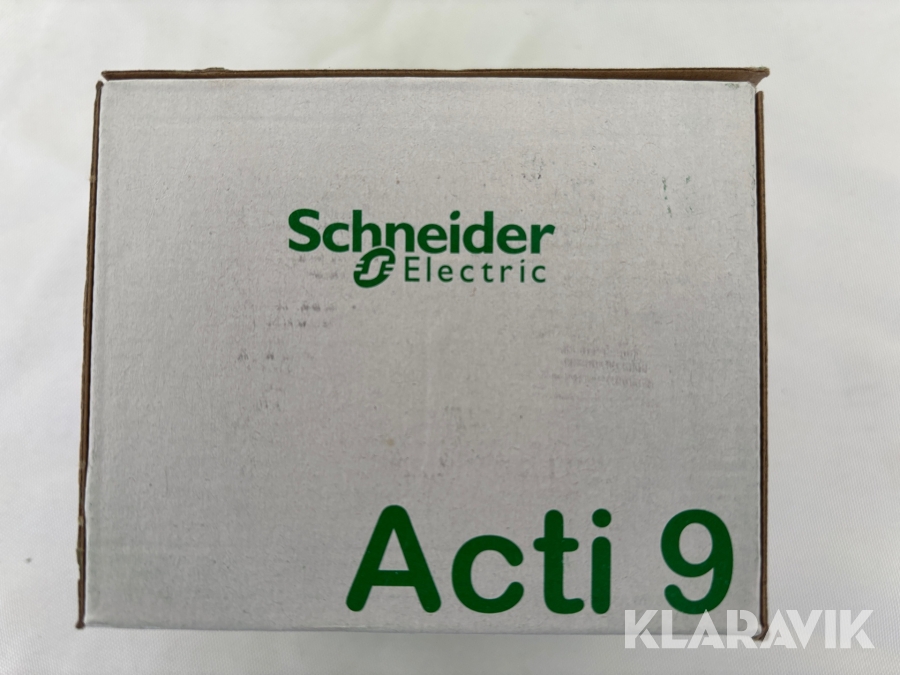 Schneider
Electric
Acti 9
KLARAVIK